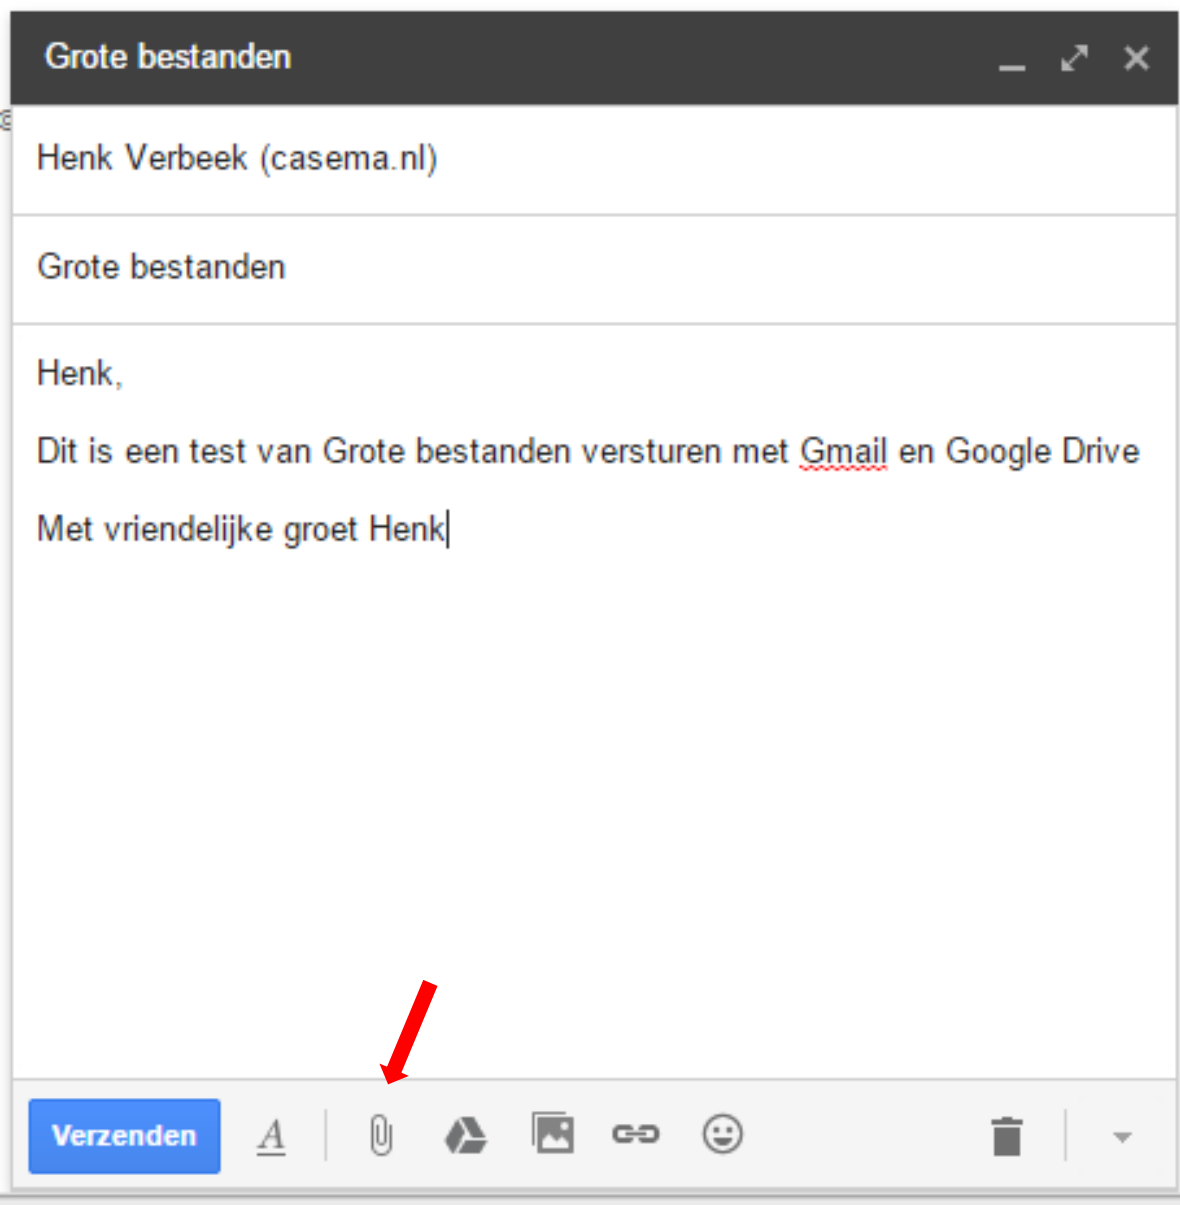 Grote bestanden
Henk Verbeek (casema.nl)
Grote bestanden
Henk,
Dit is een test van Grote bestanden versturen met Gmail en Google Drive
Met vriendelijke groet Henk
Verzenden
A